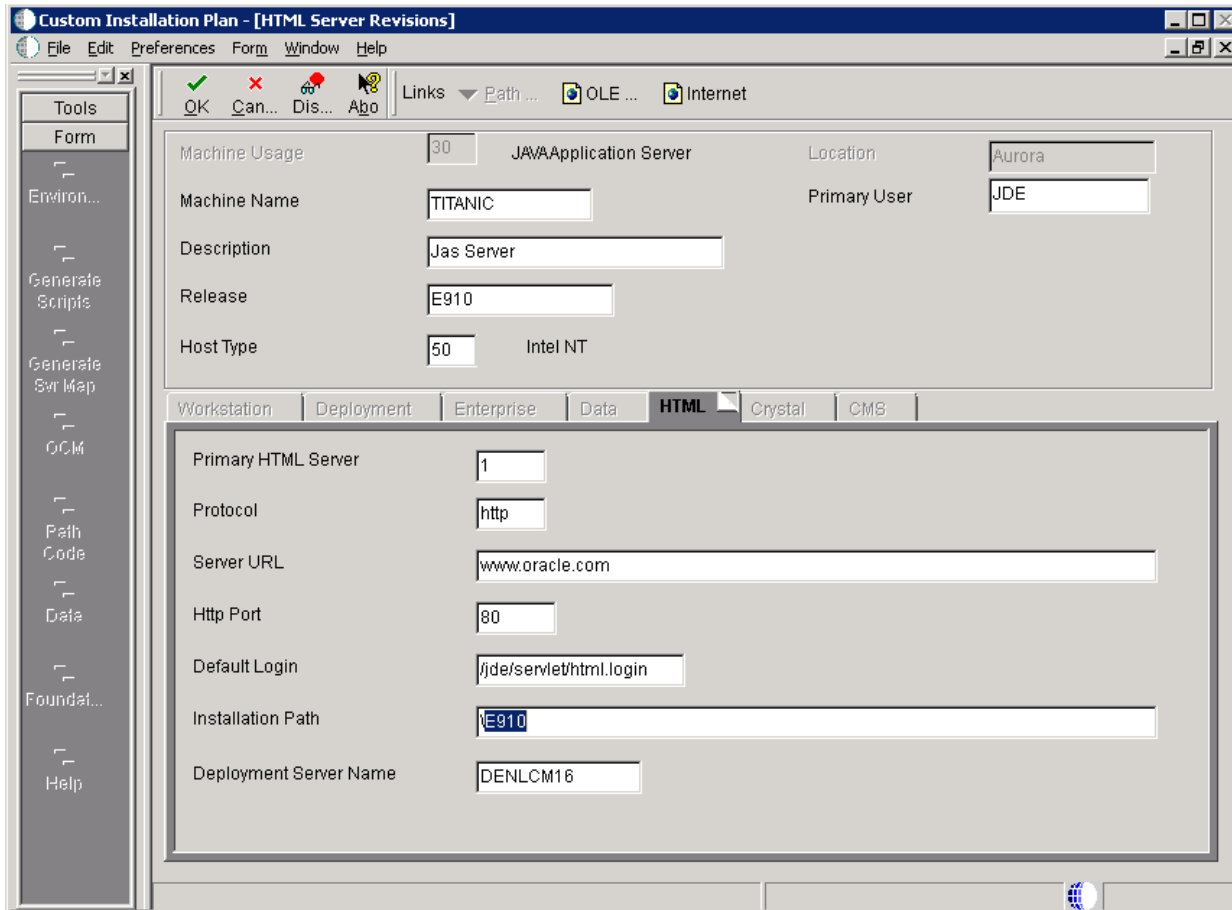 Custom Installation Plan - [HTML Server Revisions]
File Edit Preferences Form Window Help
OK Can... Dis... Abo Links Path ... OLE ... Internet
Tools
Form
Environ...
Generate
Scripts
Generate
Svr Map
OCM
Path
Code
Data
Foundat...
Help
Machine Usage 30 JAVAApplication Server Location Aurora
Machine Name TITANIC Primary User JDE
Description Jas Server
Release E910
Host Type 50 Intel NT
Workstation Deployment Enterprise Data HTML Crystal CMS
Primary HTML Server 1
Protocol http
Server URL www.oracle.com
Http Port 80
Default Login /jde/servlet/html.login
Installation Path \E910
Deployment Server Name DENLCM16